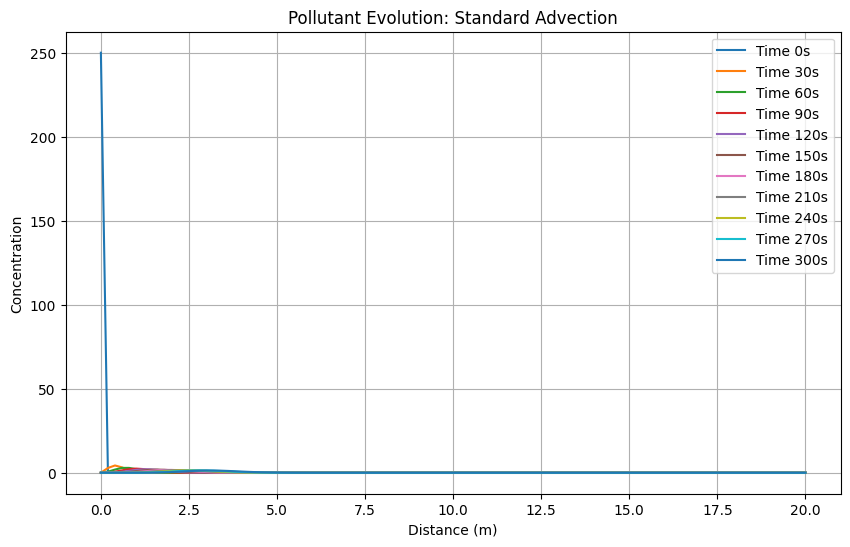 Pollutant Evolution: Standard Advection
Time 0s
Time 30s
Time 60s
Time 90s
Time 120s
Time 150s
Time 180s
Time 210s
Time 240s
Time 270s
Time 300s
250
200
150
100
50
0
Concentration
0.0 2.5 5.0 7.5 10.0 12.5 15.0 17.5 20.0
Distance (m)